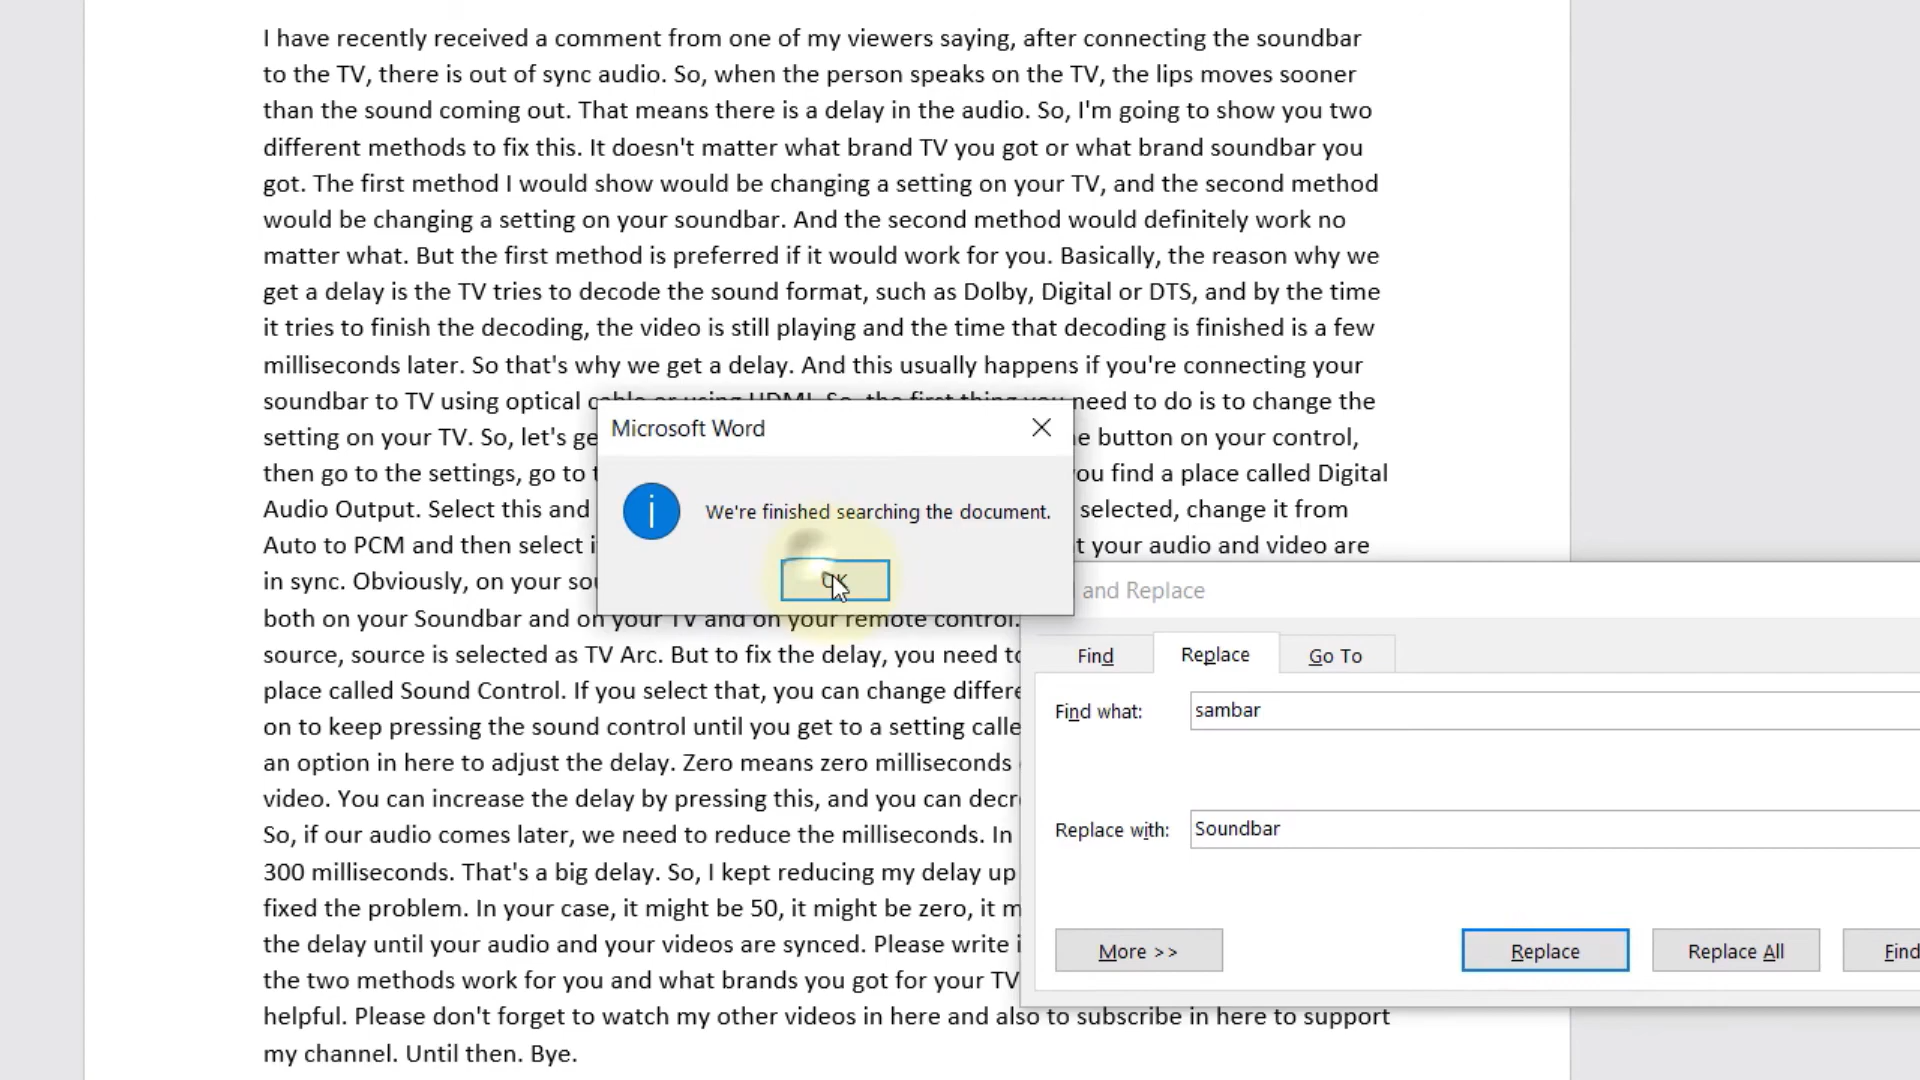 I have recently received a comment from one of my viewers saying, after connecting the soundbar
to the TV, there is out of sync audio. So, when the person speaks on the TV, the lips moves sooner
than the sound coming out. That means there is a delay in the audio. So, I'm going to show you two
different methods to fix this. It doesn't matter what brand TV you got or what brand soundbar you
got. The first method I would show would be changing a setting on your TV, and the second method
would be changing a setting on your soundbar. And the second method would definitely work no
matter what. But the first method is preferred if it would work for you. Basically, the reason why we
get a delay is the TV tries to decode the sound format, such as Dolby, Digital or DTS, and by the time
it tries to finish the decoding, the video is still playing and the time that decoding is finished is a few
milliseconds later. So that's why we get a delay. And this usually happens if you're connecting your
soundbar to TV using optical cable or using HDMI. So, the first thing you need to do is to change the
setting on your TV. So, let's ge e button on your control,
then go to the settings, go to t ou find a place called Digital
Audio Output. Select this and selected, change it from
Auto to PCM and then select i t your audio and video are
in sync. Obviously, on your sou
both on your Soundbar and on your TV and on your remote control.
source, source is selected as TV Arc. But to fix the delay, you need to
place called Sound Control. If you select that, you can change differe
on to keep pressing the sound control until you get to a setting calle
an option in here to adjust the delay. Zero means zero milliseconds
video. You can increase the delay by pressing this, and you can decr
So, if our audio comes later, we need to reduce the milliseconds. In
300 milliseconds. That's a big delay. So, I kept reducing my delay up
fixed the problem. In your case, it might be 50, it might be zero, it m
the delay until your audio and your videos are synced. Please write i
the two methods work for you and what brands you got for your TV
helpful. Please don't forget to watch my other videos in here and also to subscribe in here to support
my channel. Until then. Bye.
Microsoft Word
We're finished searching the document.
OK
and Replace
Find
Replace
Go To
Find what:
sambar
Replace with:
Soundbar
More >>
Replace
Replace All
Find